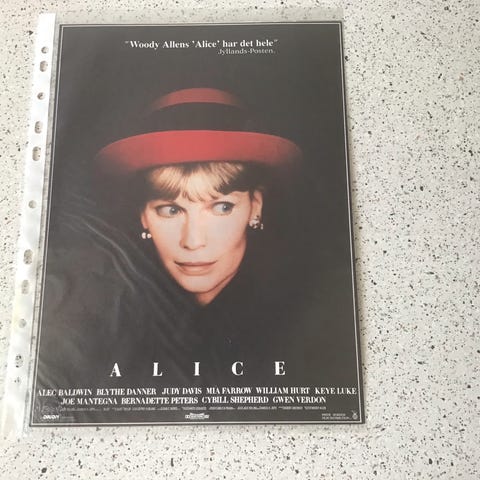 "Woody Allens 'Alice' har det hele"
Jyllands-Posten.
ALICE
ALEC BALDWIN BLYTHE DANNER JUDY DAVIS MIA FARROW WILLIAM HURT KEYE LUKE
JOE MANTEGNA BERNADETTE PETERS CYBILL SHEPHERD GWEN VERDON
ORION